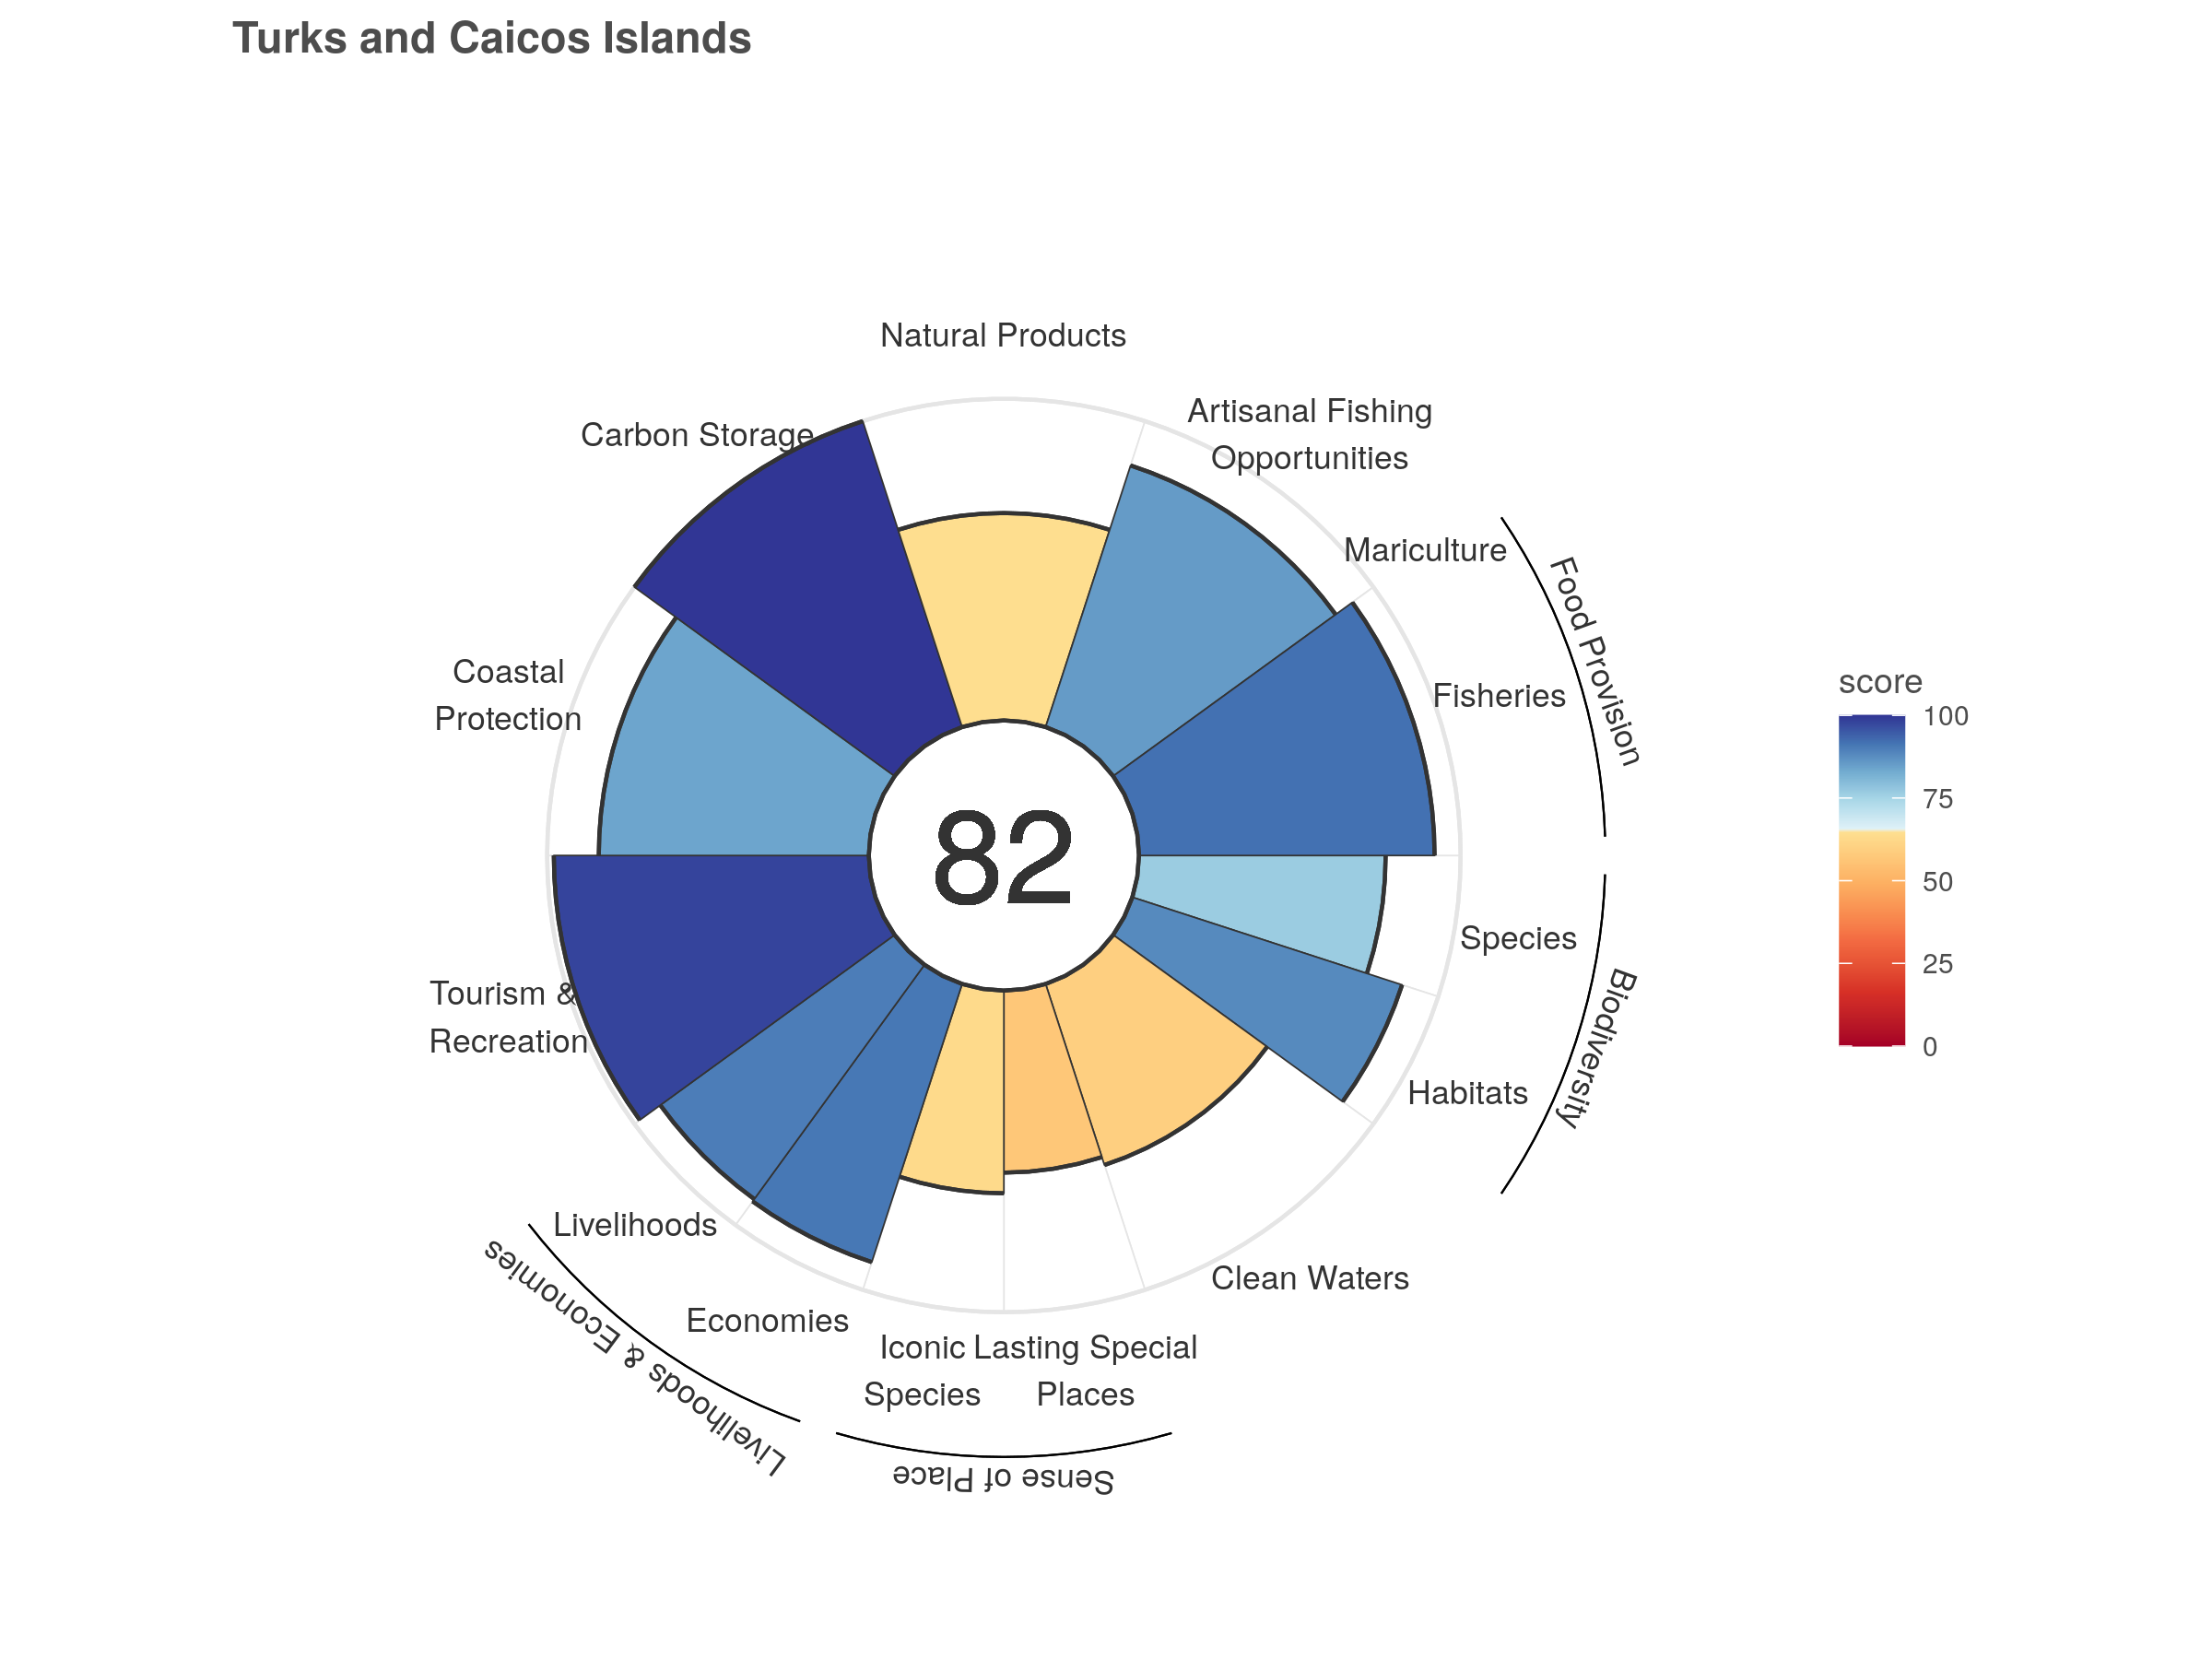 Turks and Caicos Islands
Natural Products
Artisanal Fishing
Opportunities
Carbon Storage
Mariculture
Food Provision
Fisheries
Coastal
Protection
82
score
100
75
50
25
0
Species
Biodiversity
Habitats
Tourism &
Recreation
Livelihoods
Livelihoods & Economies
Economies
Clean Waters
Iconic
Species
Lasting Special
Places
Sense of Place